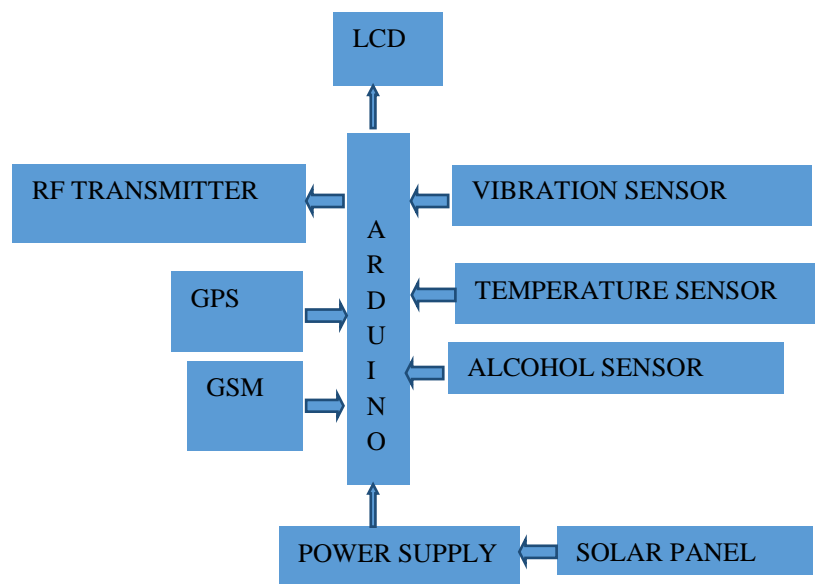 LCD
RF TRANSMITTER
VIBRATION SENSOR
A
R
D
U
I
N
O
GPS
TEMPERATURE SENSOR
GSM
ALCOHOL SENSOR
POWER SUPPLY
SOLAR PANEL